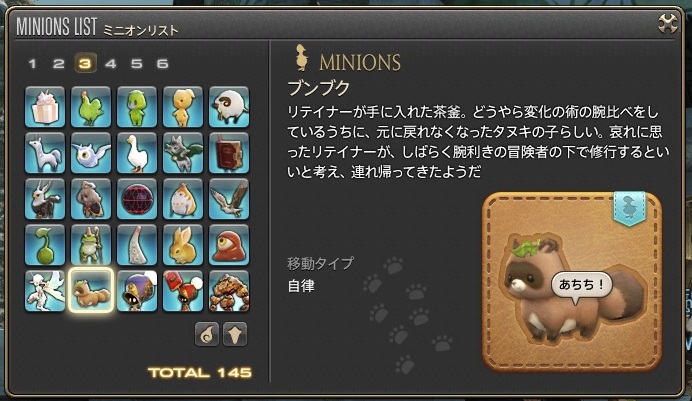 MINIONS LIST ミニオンリスト
1 2 3 4 5 6
MINIONS
ブンブク
リテイナーが手に入れた茶釜。どうやら変化の術の腕比べをし
ているうちに、元に戻れなくなったタヌキの子らしい。哀れに思
ったリテイナーが、しばらく腕利きの冒険者の下で修行するとい
いと考え、連れ帰ってきたようだ
移動タイプ
自律
あちち！
TOTAL 145